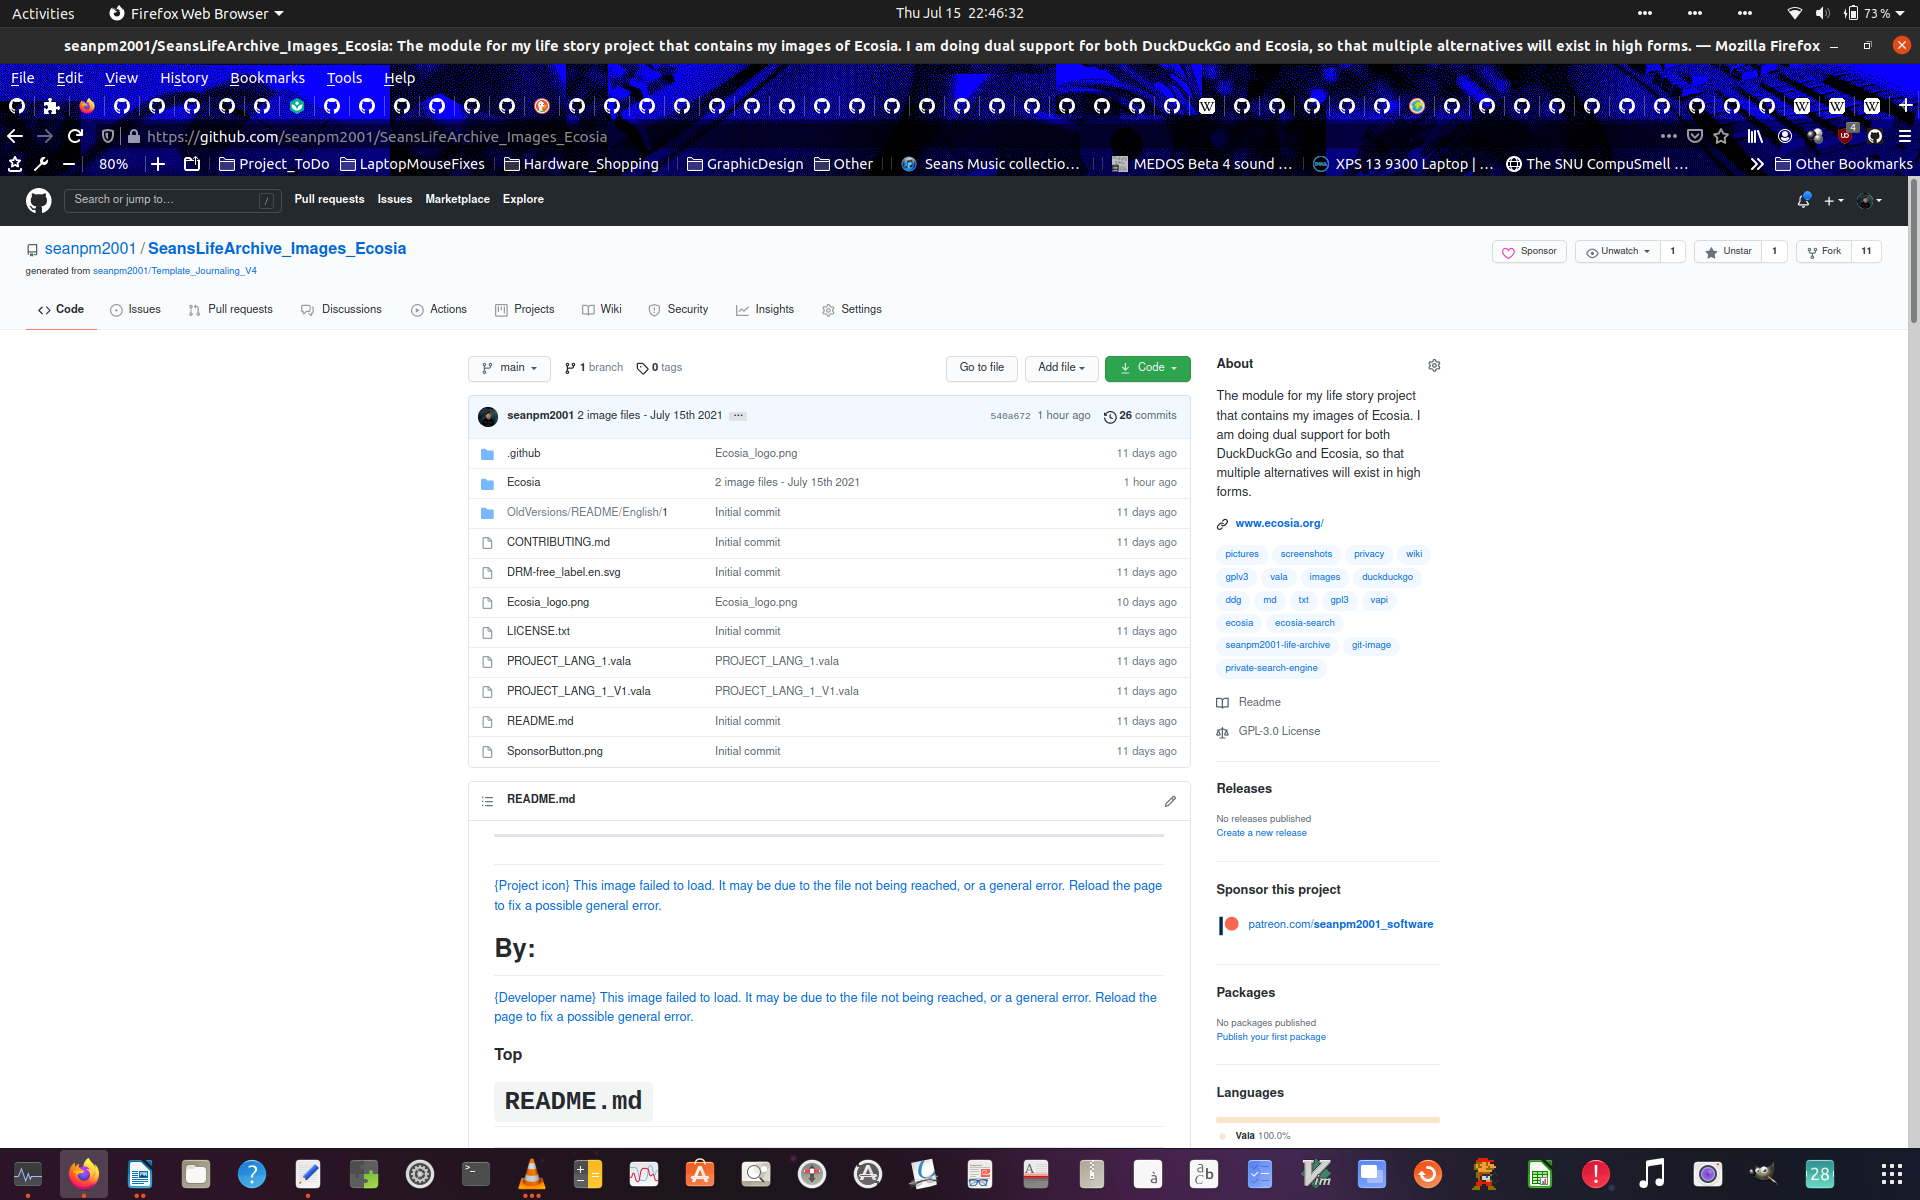 Activities Firefox Web Browser Thu Jul 15 22:46:32 73 %
seanpm2001/SeansLifeArchive_Images_Ecosia: The module for my life story project that contains my images of Ecosia. I am doing dual support for both DuckDuckGo and Ecosia, so that multiple alternatives will exist in high forms. — Mozilla Firefox
File Edit View History Bookmarks Tools Help
https://github.com/seanpm2001/SeansLifeArchive_Images_Ecosia 4
80% Project_ToDo LaptopMouseFixes Hardware_Shopping GraphicDesign Other Seans Music collectio… MEDOS Beta 4 sound … XPS 13 9300 Laptop | … The SNU CompuSmell … Other Bookmarks
Search or jump to… / Pull requests Issues Marketplace Explore
seanpm2001 / SeansLifeArchive_Images_Ecosia Sponsor Unwatch 1 Unstar 1 Fork 11
generated from seanpm2001/Template_Journaling_V4
Code Issues Pull requests Discussions Actions Projects Wiki Security Insights Settings
main 1 branch 0 tags Go to file Add file Code
seanpm2001 2 image files - July 15th 2021 540a672 1 hour ago 26 commits
.github Ecosia_logo.png 11 days ago
Ecosia 2 image files - July 15th 2021 1 hour ago
OldVersions/README/English/1 Initial commit 11 days ago
CONTRIBUTING.md Initial commit 11 days ago
DRM-free_label.en.svg Initial commit 11 days ago
Ecosia_logo.png Ecosia_logo.png 10 days ago
LICENSE.txt Initial commit 11 days ago
PROJECT_LANG_1.vala PROJECT_LANG_1.vala 11 days ago
PROJECT_LANG_1_V1.vala PROJECT_LANG_1_V1.vala 11 days ago
README.md Initial commit 11 days ago
SponsorButton.png Initial commit 11 days ago
README.md
{Project icon} This image failed to load. It may be due to the file not being reached, or a general error. Reload the page
to fix a possible general error.
By:
{Developer name} This image failed to load. It may be due to the file not being reached, or a general error. Reload the
page to fix a possible general error.
Top
README.md
About
The module for my life story project
that contains my images of Ecosia. I
am doing dual support for both
DuckDuckGo and Ecosia, so that
multiple alternatives will exist in high
forms.
www.ecosia.org/
pictures screenshots privacy wiki
gplv3 vala images duckduckgo
ddg md txt gpl3 vapi
ecosia ecosia-search
seanpm2001-life-archive git-image
private-search-engine
Readme
GPL-3.0 License
Releases
No releases published
Create a new release
Sponsor this project
patreon.com/seanpm2001_software
Packages
No packages published
Publish your first package
Languages
Vala 100.0%
28